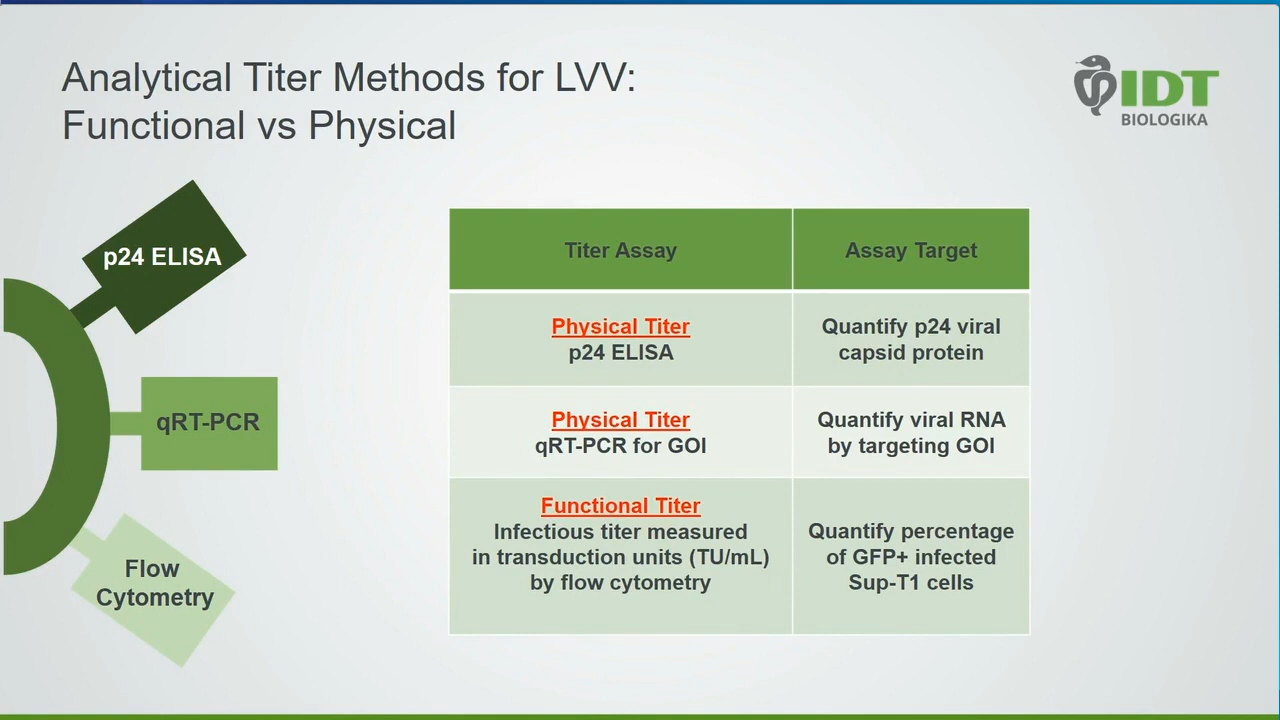 Analytical Titer Methods for LVV:
Functional vs Physical
IDT
BIOLOGIKA
p24 ELISA
qRT-PCR
Flow
Cytometry
Titer Assay
Assay Target
Physical Titer
p24 ELISA
Quantify p24 viral
capsid protein
Physical Titer
qRT-PCR for GOI
Quantify viral RNA
by targeting GOI
Functional Titer
Infectious titer measured
in transduction units (TU/mL)
by flow cytometry
Quantify percentage
of GFP+ infected
Sup-T1 cells